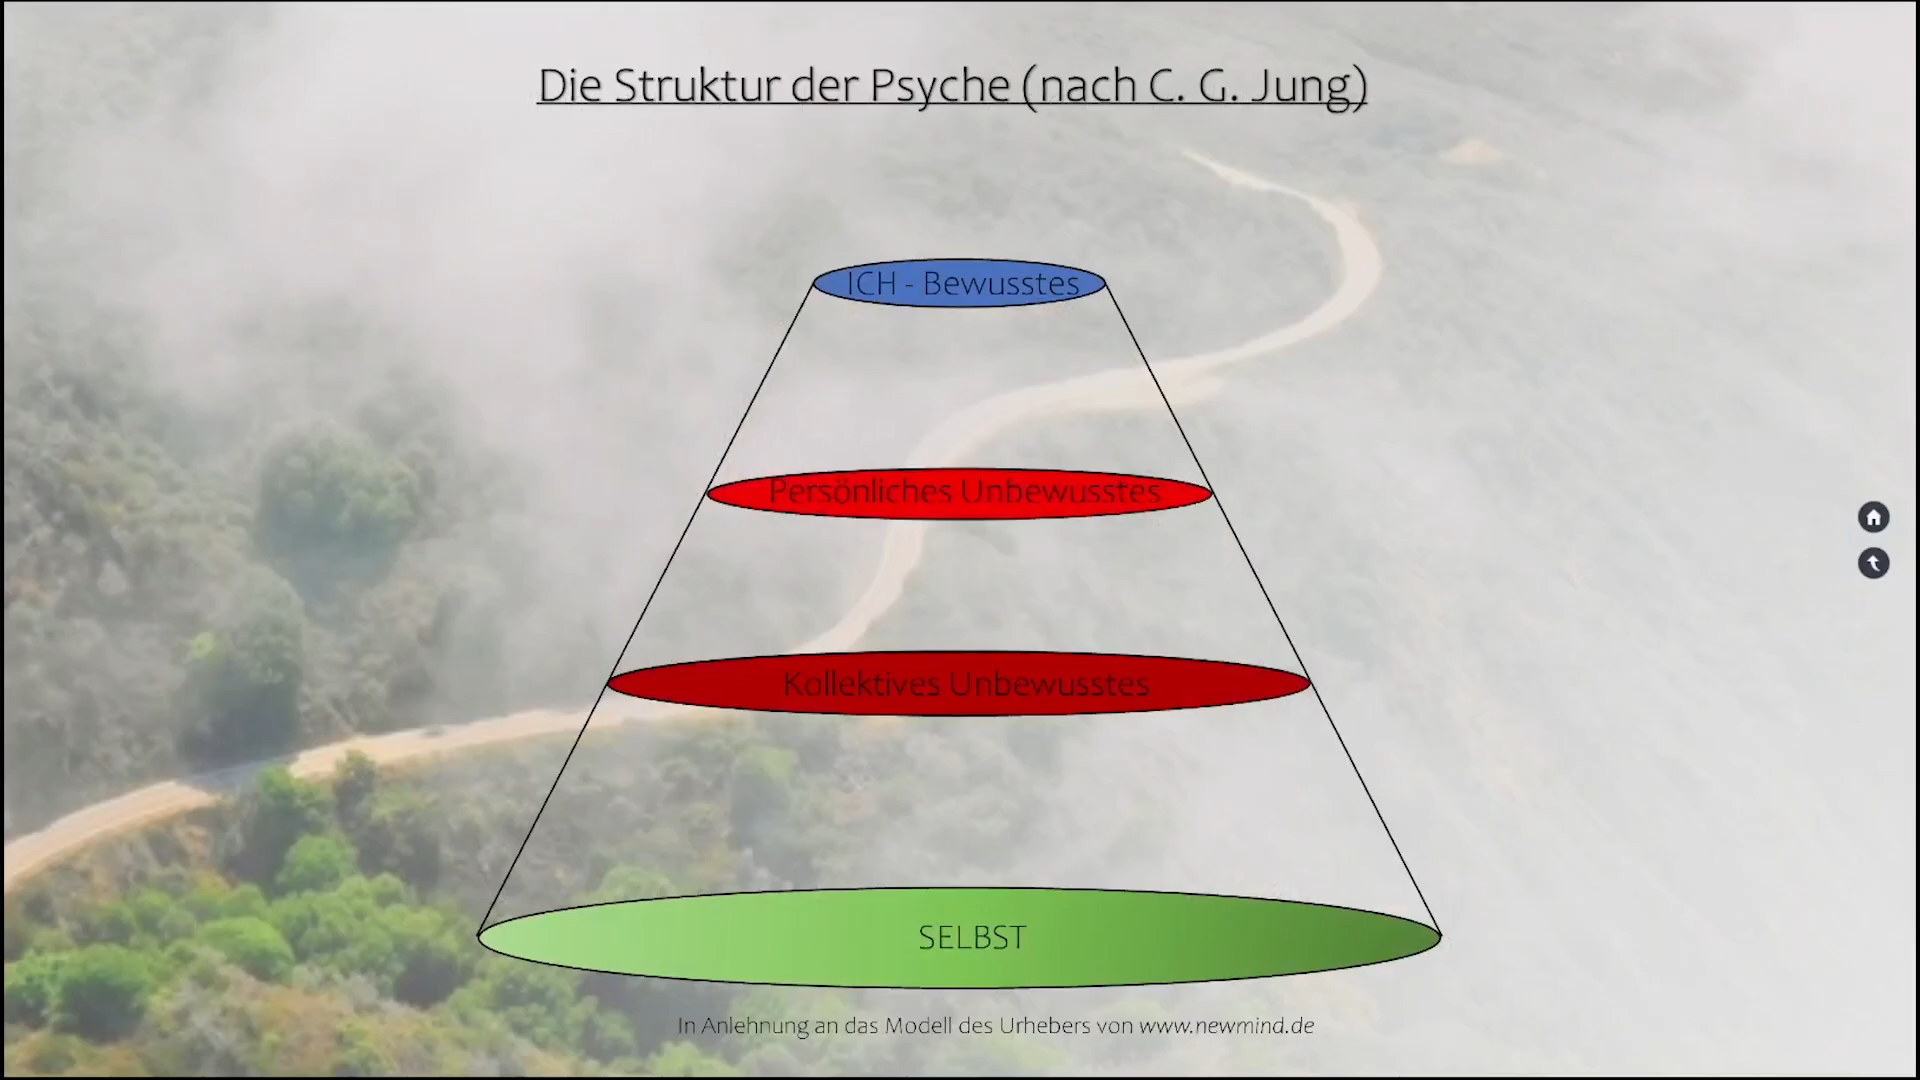 Die Struktur der Psyche (nach C. G. Jung)
ICH - Bewusstes
Persönliches Unbewusstes
Kollektives Unbewusstes
SELBST
In Anlehnung an das Modell des Urhebers von www.newmind.de